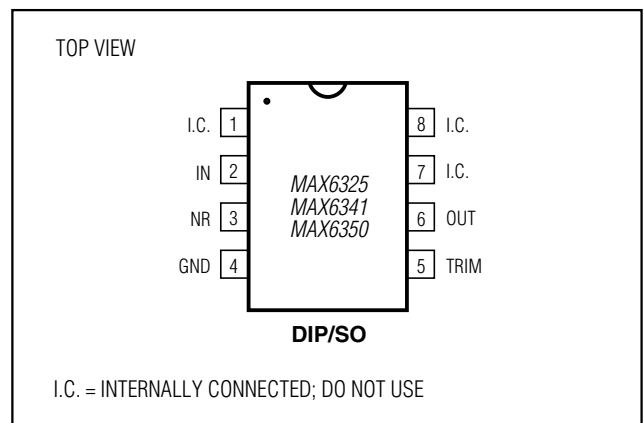 TOP VIEW
I.C. 1
8 I.C.
IN 2
7 I.C.
NR 3
6 OUT
GND 4
5 TRIM
MAX6325
MAX6341
MAX6350
DIP/SO
I.C. = INTERNALLY CONNECTED; DO NOT USE